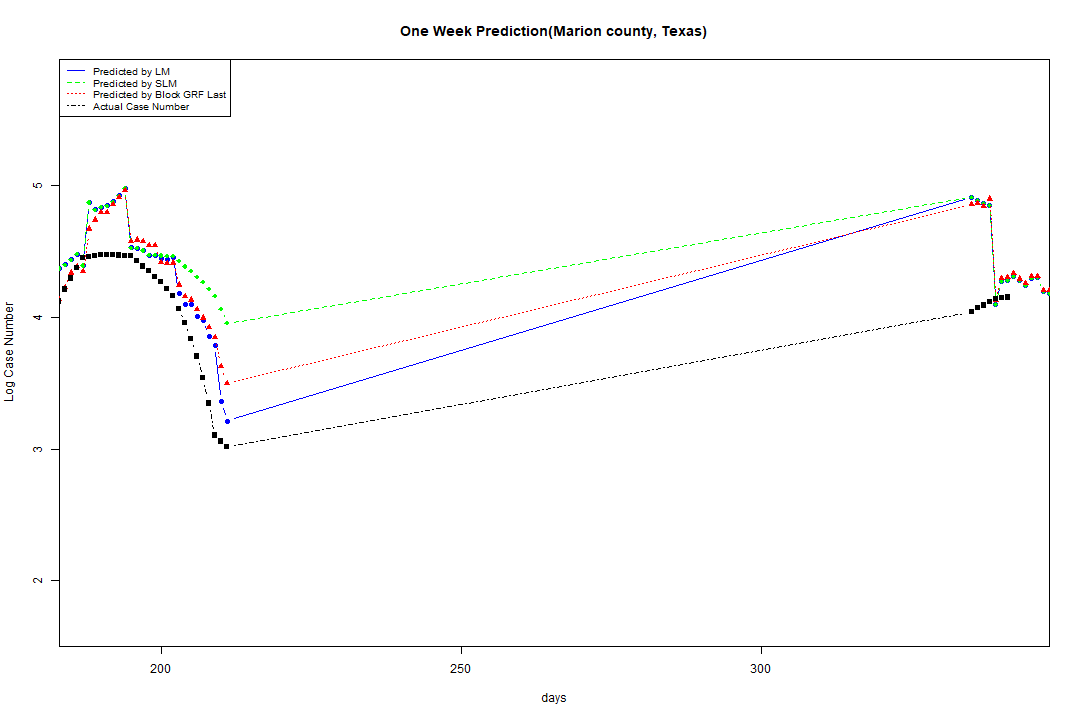 One Week Prediction(Marion county, Texas)
Predicted by LM
Predicted by SLM
Predicted by Block GRF Last
Actual Case Number
5
4
3
2
Log Case Number
200 250 300
days